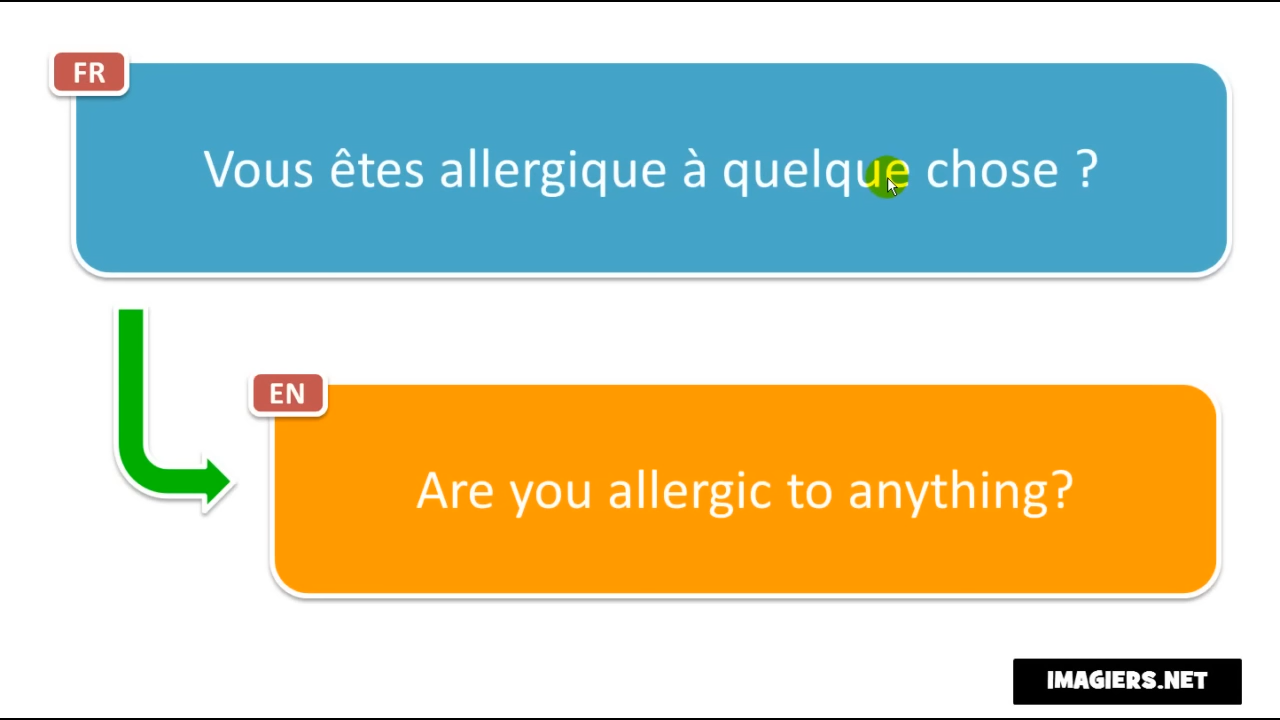 FR
Vous êtes allergique à quelque chose ?
EN
Are you allergic to anything?
IMAGIERS.NET